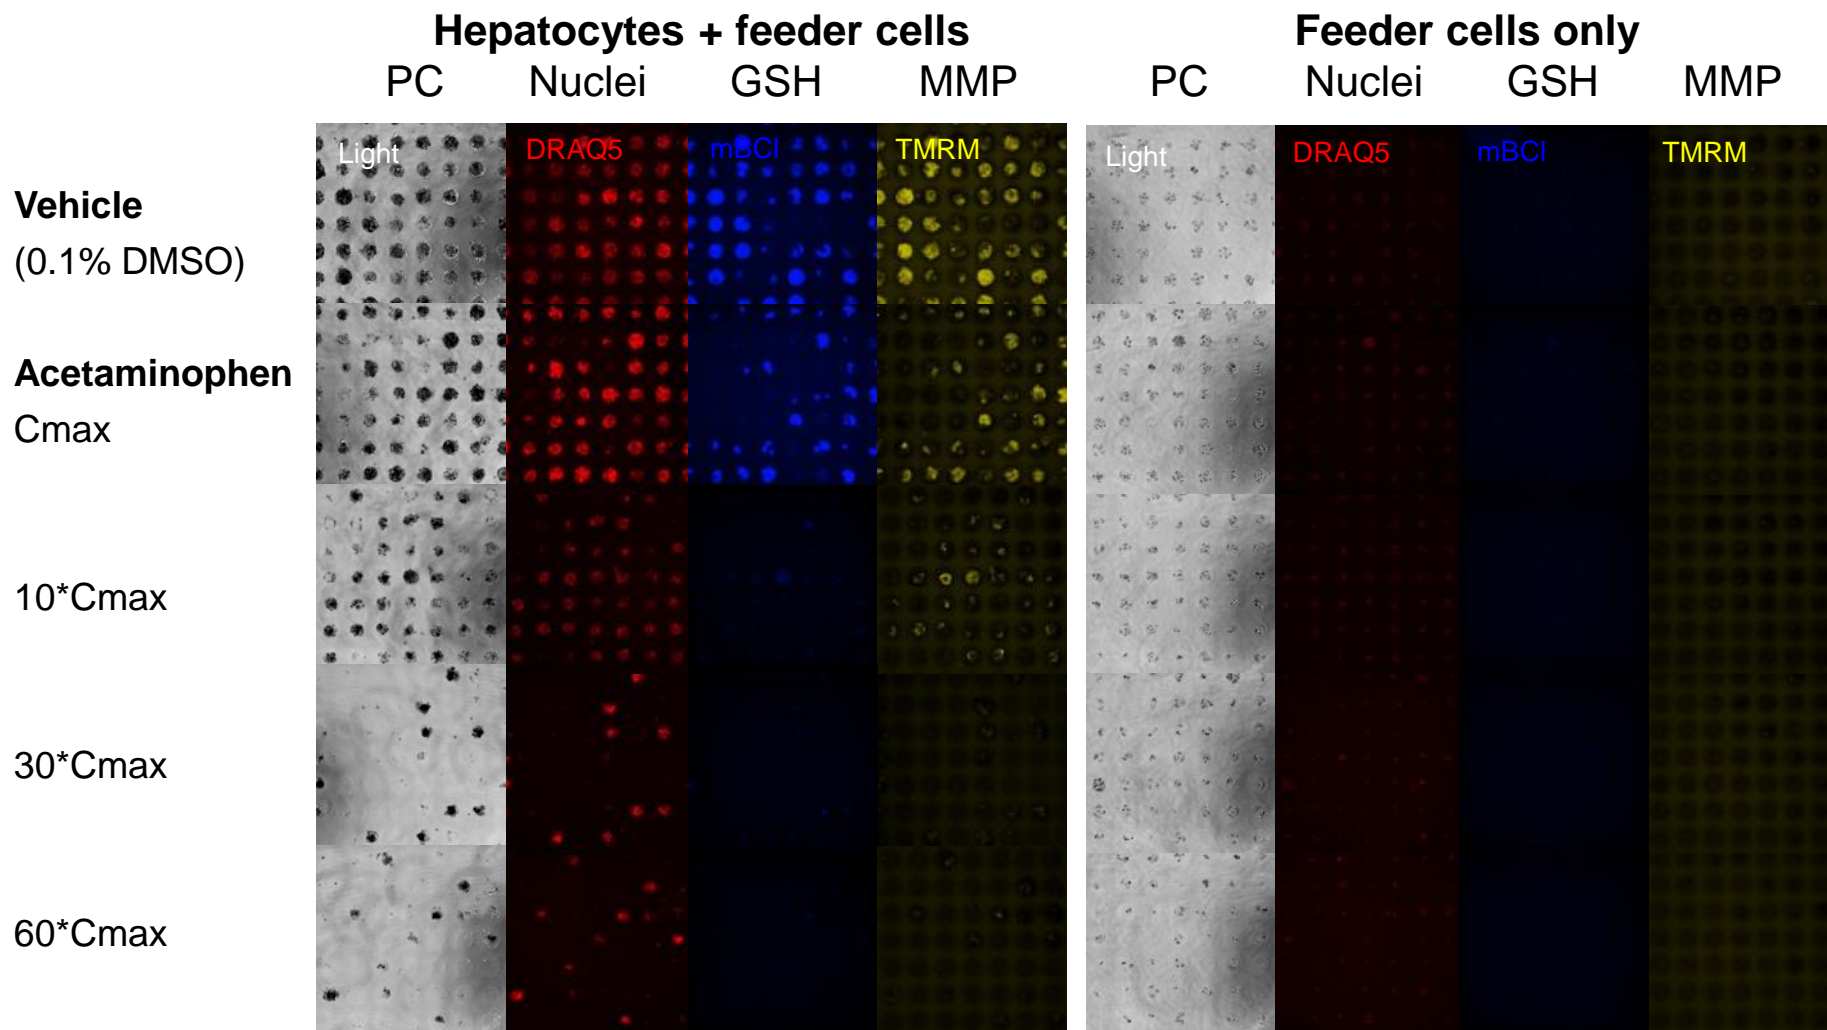 Hepatocytes + feeder cells
Feeder cells only
PC Nuclei GSH MMP
PC Nuclei GSH MMP
Light DRAQ5 mBCl TMRM
Light DRAQ5 mBCl TMRM
Vehicle
(0.1% DMSO)
Acetaminophen
Cmax
10*Cmax
30*Cmax
60*Cmax